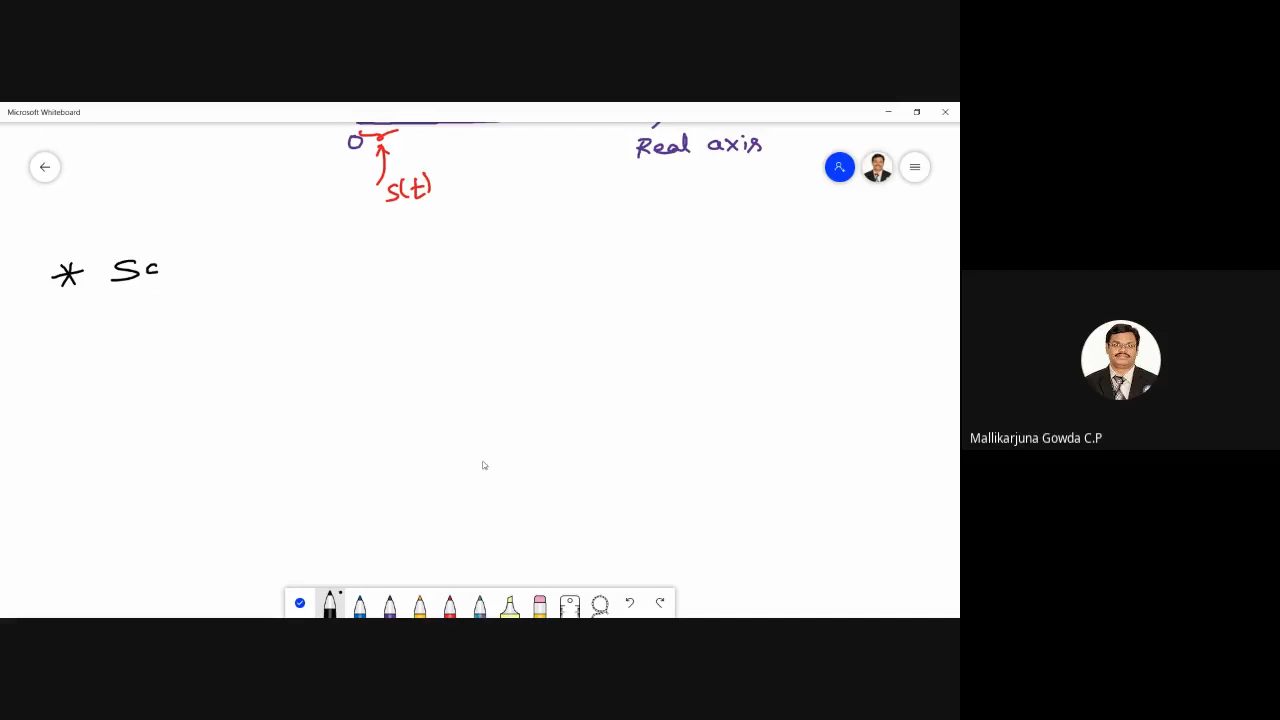 Microsoft Whiteboard
0
Real axis
S(t)
* Sc
Mallikarjuna Gowda C.P